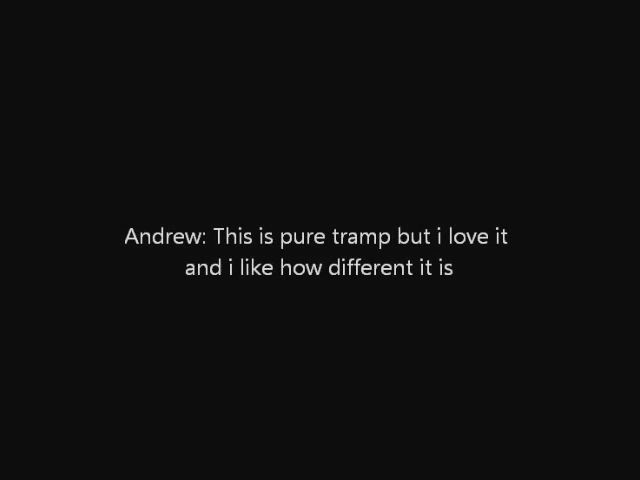 Andrew: This is pure tramp but i love it
and i like how different it is